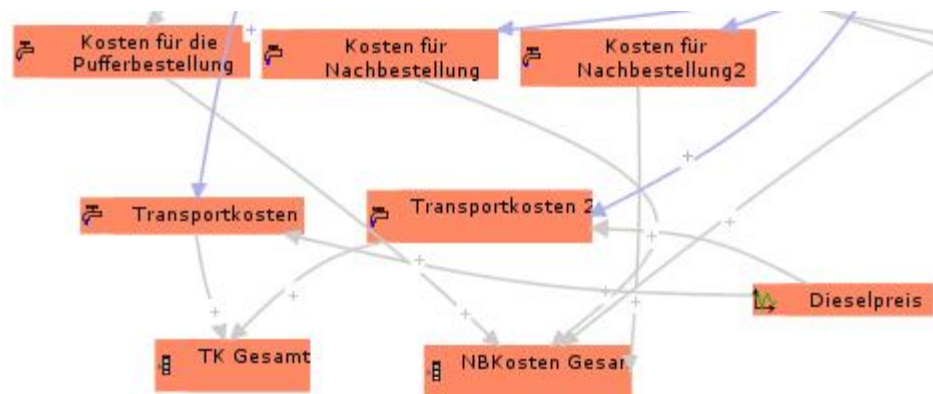 Kosten für die
Pufferbestellung
Kosten für
Nachbestellung
Kosten für
Nachbestellung2
Transportkosten
Transportkosten 2
Dieselpreis
TK Gesamt
NBKosten Gesam